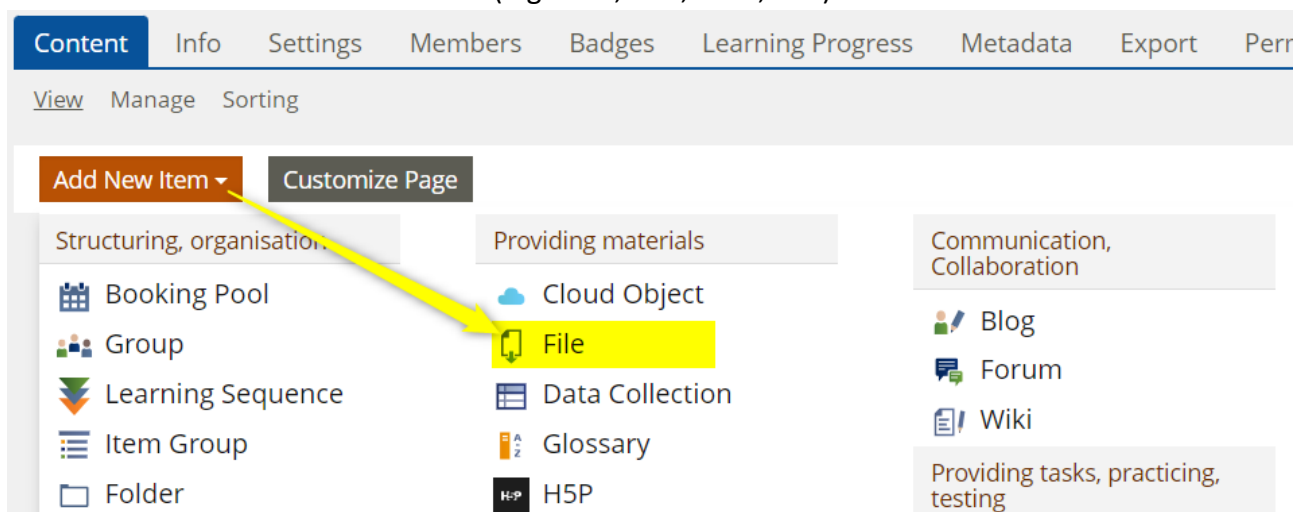 Content Info Settings Members Badges Learning Progress Metadata Export
View Manage Sorting
Add New Item Customize Page
Structuring, organisation
Booking Pool
Group
Learning Sequence
Item Group
Folder
Providing materials
Cloud Object
File
Data Collection
Glossary
H5P
Communication,
Collaboration
Blog
Forum
Wiki
Providing tasks, practicing,
testing